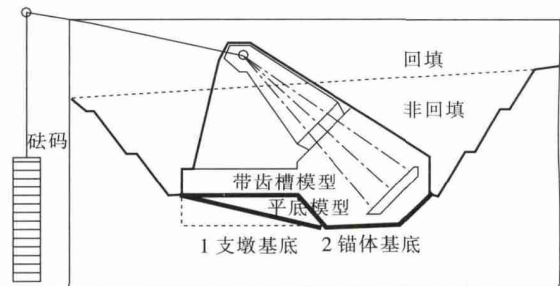 回填
非回填
砝码
带齿槽模型
平底模型
1 支墩基底
2 锚体基底